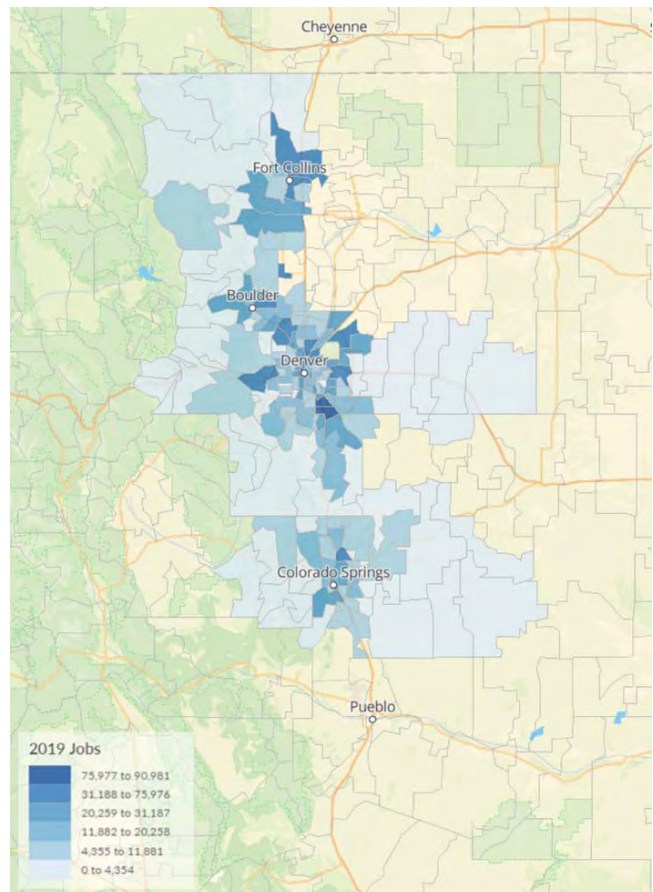 Cheyenne
S
Fort Collins
Boulder
Denver
Colorado Springs
Pueblo
2019 Jobs
75,977 to 90,981
31,188 to 75,976
20,259 to 31,187
11,882 to 20,258
4,355 to 11,881
0 to 4,354